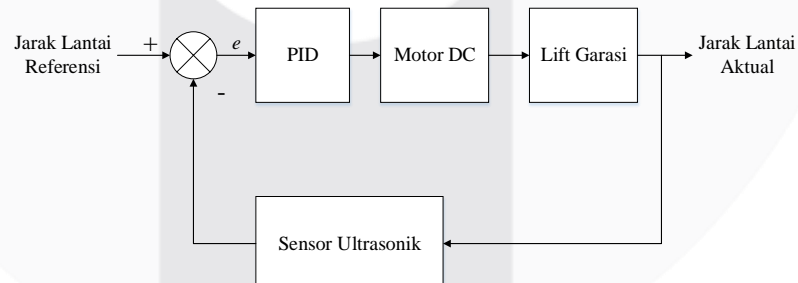 Jarak Lantai
Referensi
+
-
e
PID
Motor DC
Lift Garasi
Jarak Lantai
Aktual
Sensor Ultrasonik